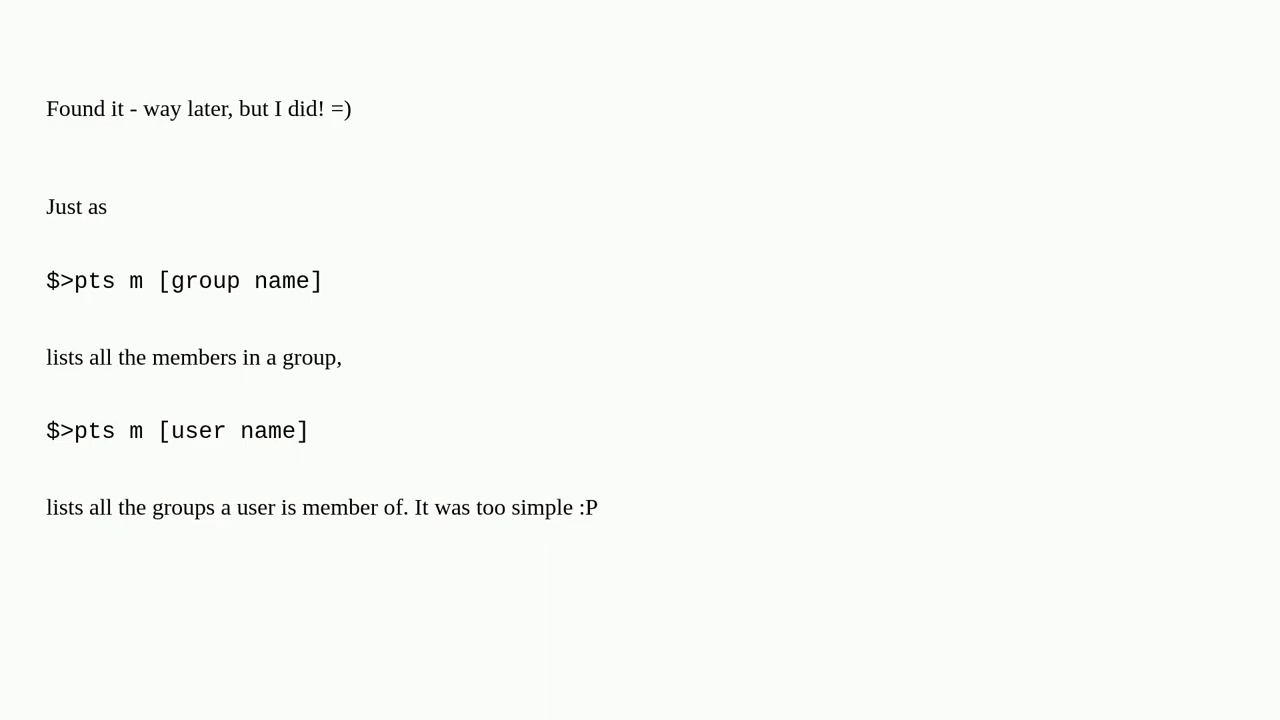 Found it - way later, but I did! =)
Just as
$>pts m [group name]
lists all the members in a group,
$>pts m [user name]
lists all the groups a user is member of. It was too simple :P